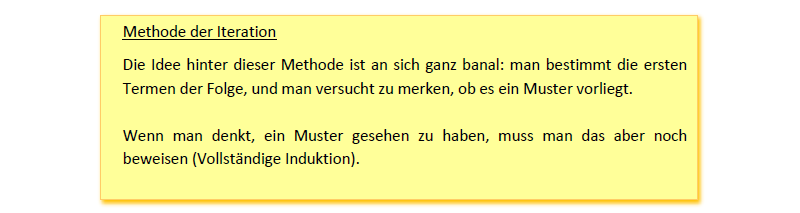 Methode der Iteration
Die Idee hinter dieser Methode ist an sich ganz banal: man bestimmt die ersten
Termen der Folge, und man versucht zu merken, ob es ein Muster vorliegt.
Wenn man denkt, ein Muster gesehen zu haben, muss man das aber noch
beweisen (Vollständige Induktion).